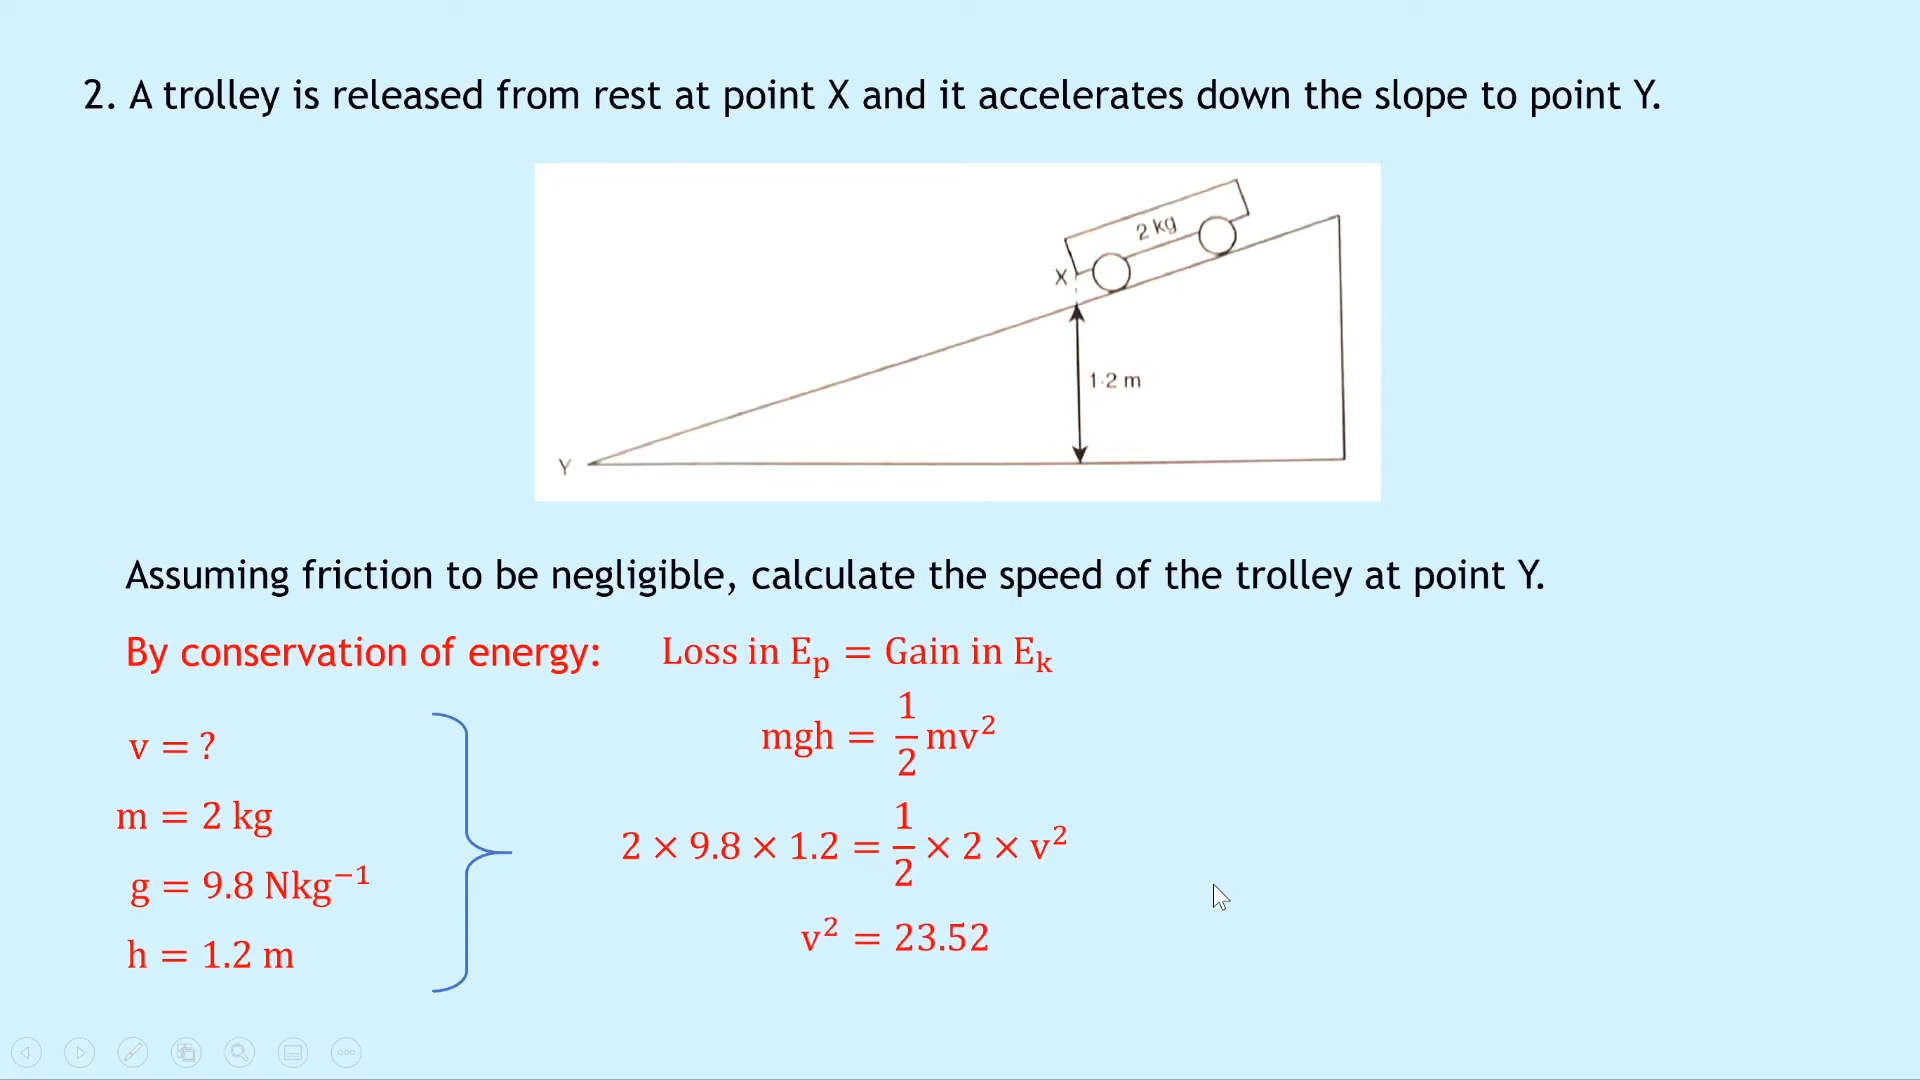 2. A trolley is released from rest at point X and it accelerates down the slope to point Y.
2 kg
X
1·2 m
Y
Assuming friction to be negligible, calculate the speed of the trolley at point Y.
By conservation of energy: Loss in Eₚ = Gain in Eₖ
v = ?
mgh = 1/2 mv²
m = 2 kg
2 × 9.8 × 1.2 = 1/2 × 2 × v²
g = 9.8 Nkg⁻¹
v² = 23.52
h = 1.2 m